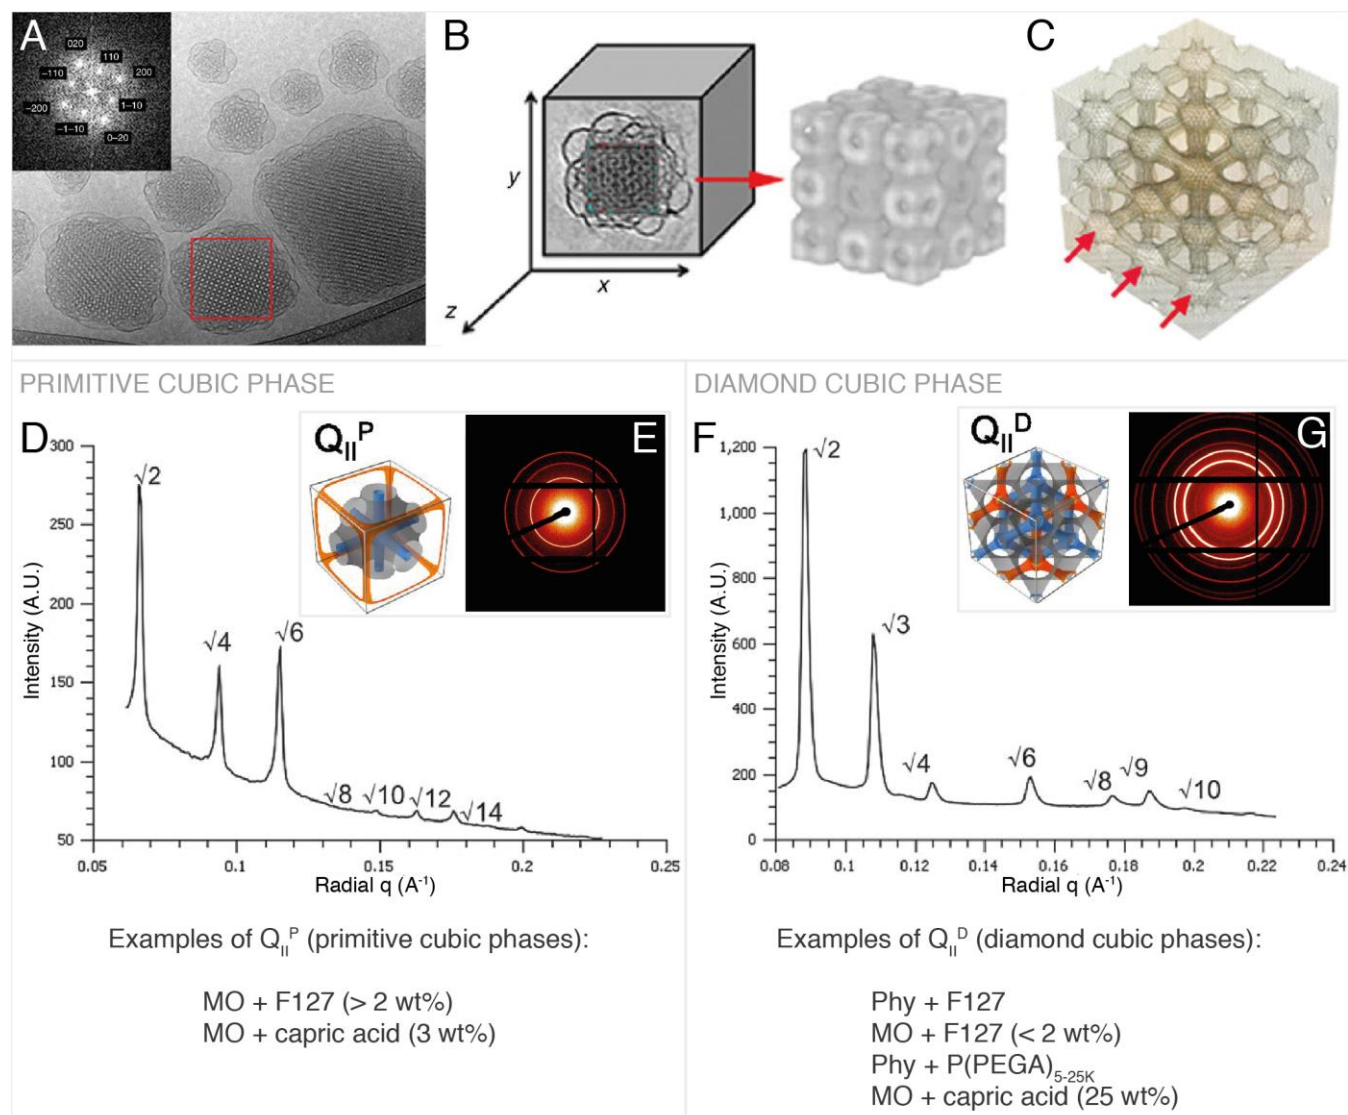 A
020
110
-110
200
-200
1-10
-1-10
0-20
B
y
x
z
C
PRIMITIVE CUBIC PHASE
D
Q_II^P
E
300
250
200
150
100
50
Intensity (A.U.)
√2
√4
√6
√8
√10
√12
√14
0.05
0.1
0.15
0.2
0.25
Radial q (A⁻¹)
Examples of Q_II^P (primitive cubic phases):
MO + F127 (> 2 wt%)
MO + capric acid (3 wt%)
DIAMOND CUBIC PHASE
F
Q_II^D
G
1,200
1,000
800
600
400
200
0
Intensity (A.U.)
√2
√3
√4
√6
√8
√9
√10
0.08
0.1
0.12
0.14
0.16
0.18
0.2
0.22
0.24
Radial q (A⁻¹)
Examples of Q_II^D (diamond cubic phases):
Phy + F127
MO + F127 (< 2 wt%)
Phy + P(PEGA)_5-25K
MO + capric acid (25 wt%)